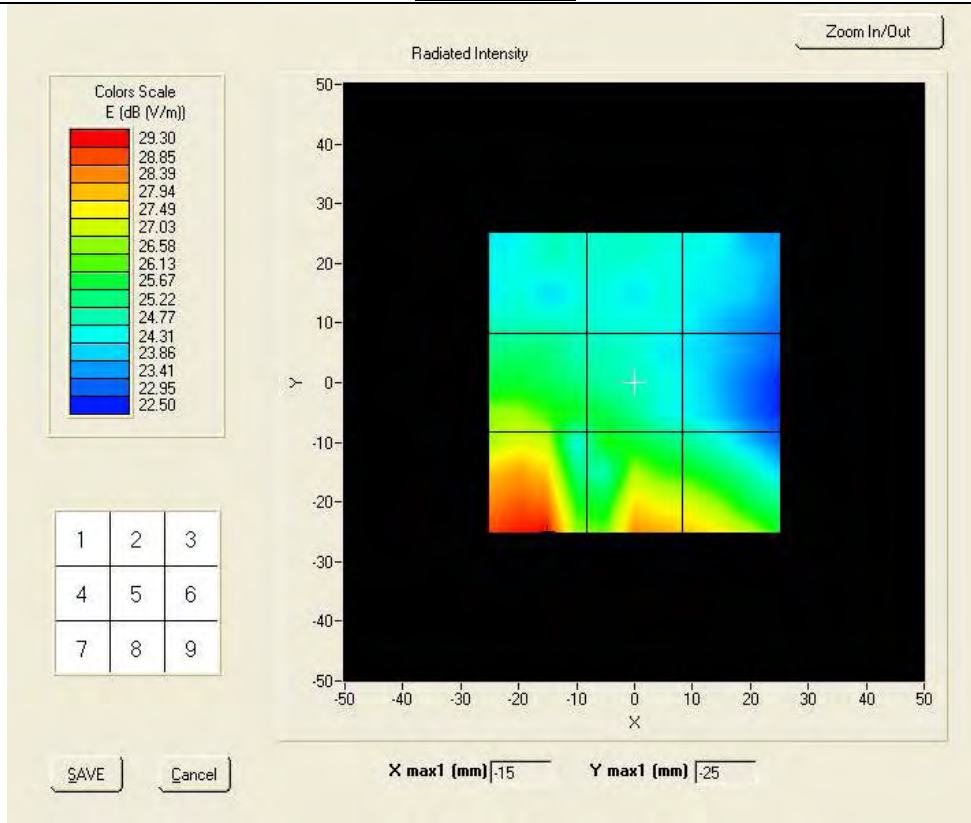 Zoom In/Out
Radiated Intensity
Colors Scale
E (dB (V/m))
29.30
28.85
28.39
27.94
27.49
27.03
26.58
26.13
25.67
25.22
24.77
24.31
23.86
23.41
22.95
22.50
1 2 3
4 5 6
7 8 9
50
40
30
20
10
0
-10
-20
-30
-40
-50
Y
-50 -40 -30 -20 -10 0 10 20 30 40 50
X
SAVE Cancel
X max1 (mm) -15 Y max1 (mm) -25